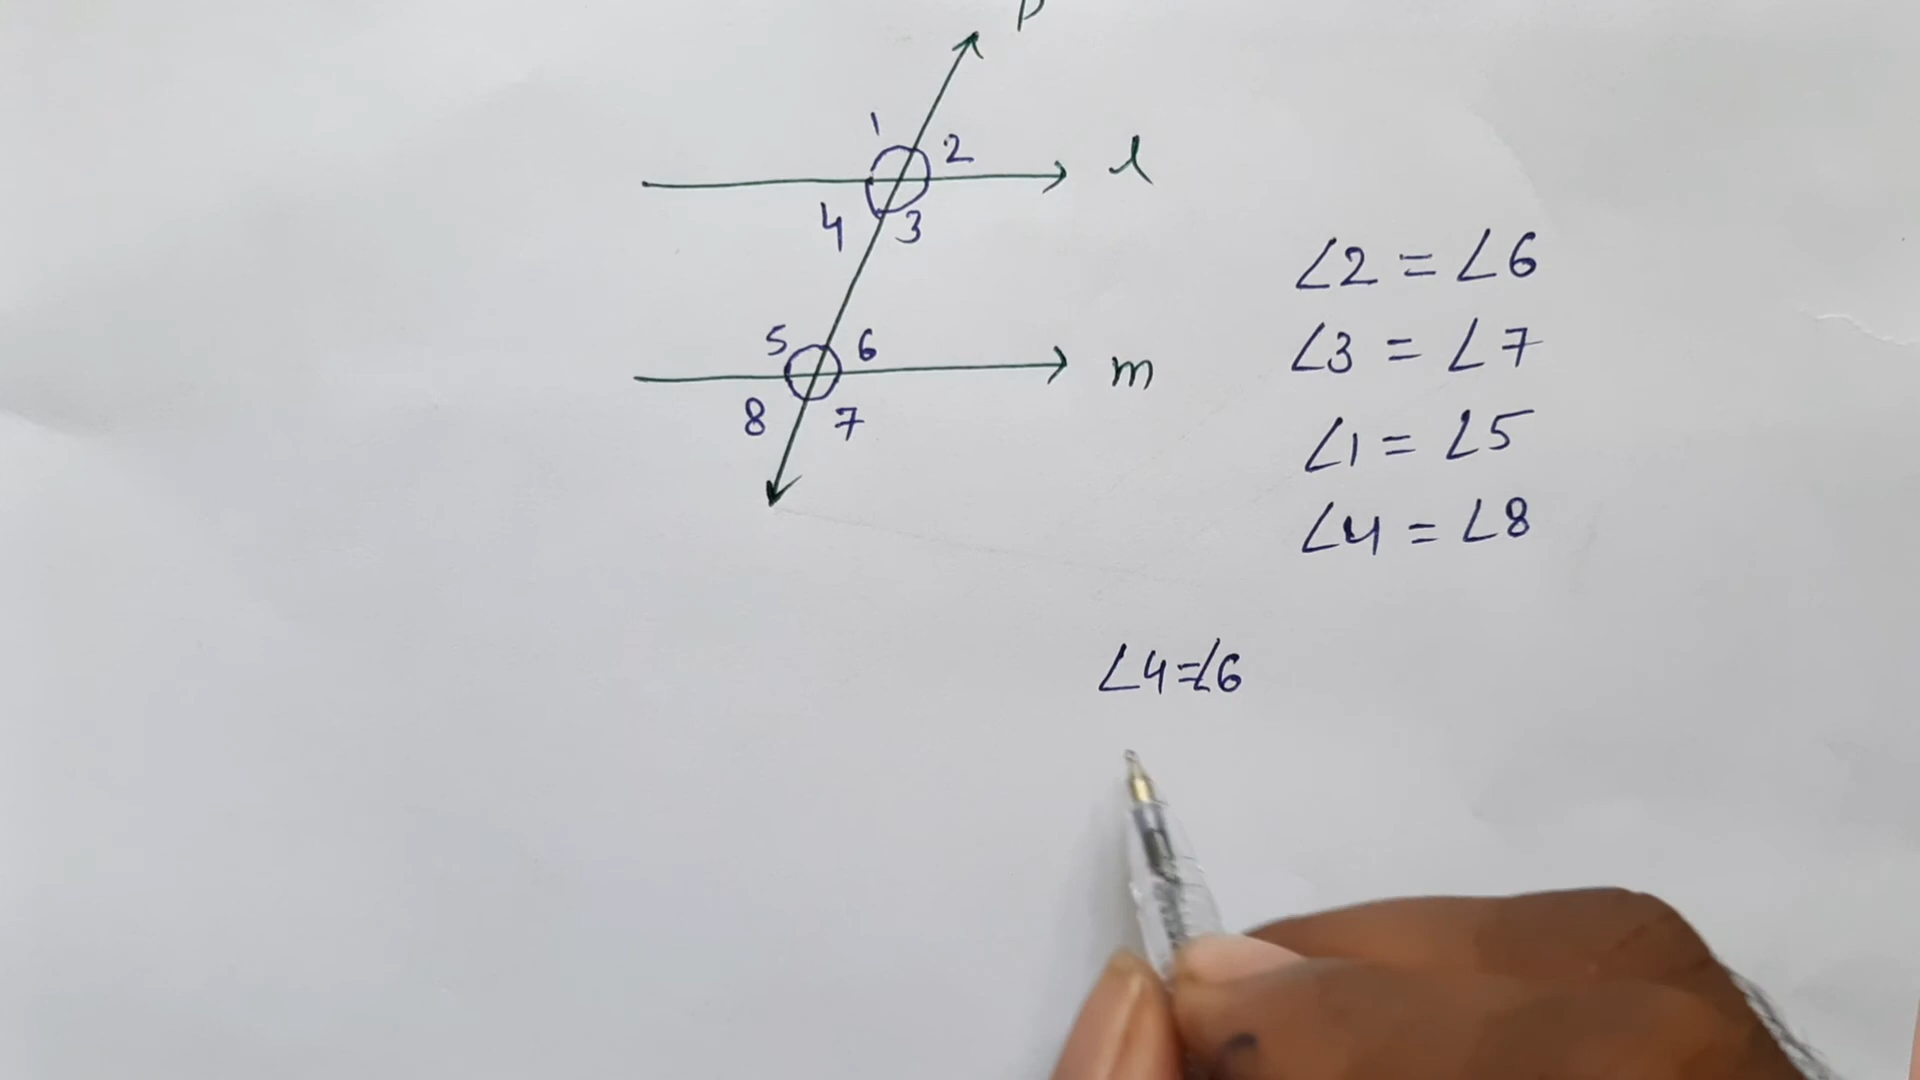 p
1 2
l
4 3
5 6
m
8 7
∠2 = ∠6
∠3 = ∠7
∠1 = ∠5
∠4 = ∠8
∠4=∠6